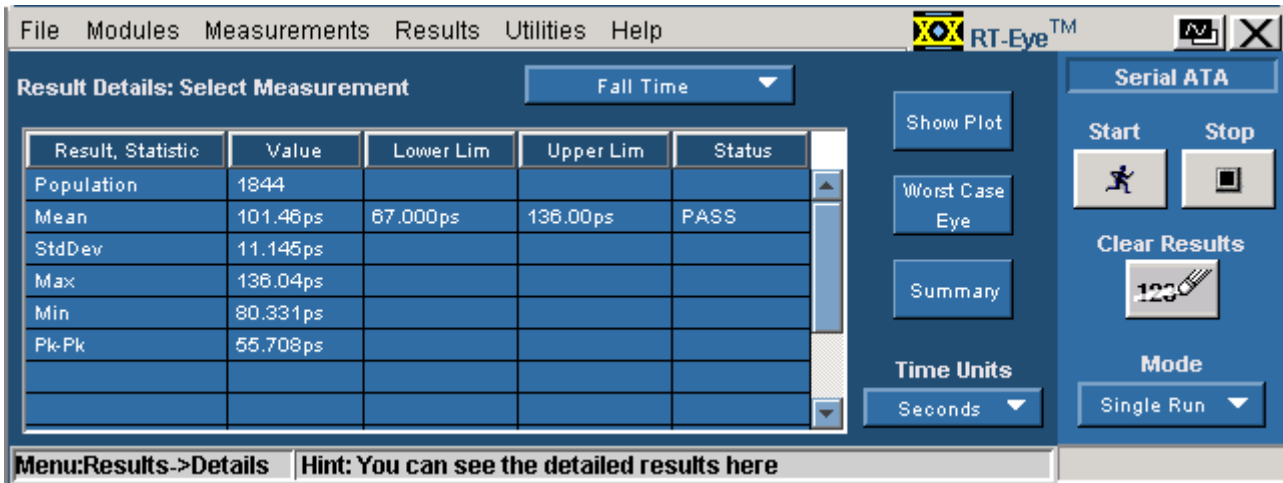 File Modules Measurements Results Utilities Help RT-Eye™
Result Details: Select Measurement Fall Time
Result, Statistic Value Lower Lim Upper Lim Status
Population 1844
Mean 101.46ps 67.000ps 136.00ps PASS
StdDev 11.145ps
Max 136.04ps
Min 80.331ps
Pk-Pk 55.708ps
Show Plot
Worst Case
Eye
Summary
Time Units
Seconds
Serial ATA
Start Stop
Clear Results
123
Mode
Single Run
Menu:Results->Details Hint: You can see the detailed results here